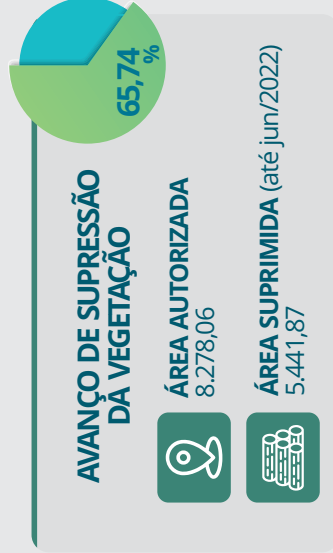 AVANÇO DE SUPRESSÃO
DA VEGETAÇÃO
65,74
%
ÁREA AUTORIZADA
8.278,06
ÁREA SUPRIMIDA (até jun/2022)
5.441,87